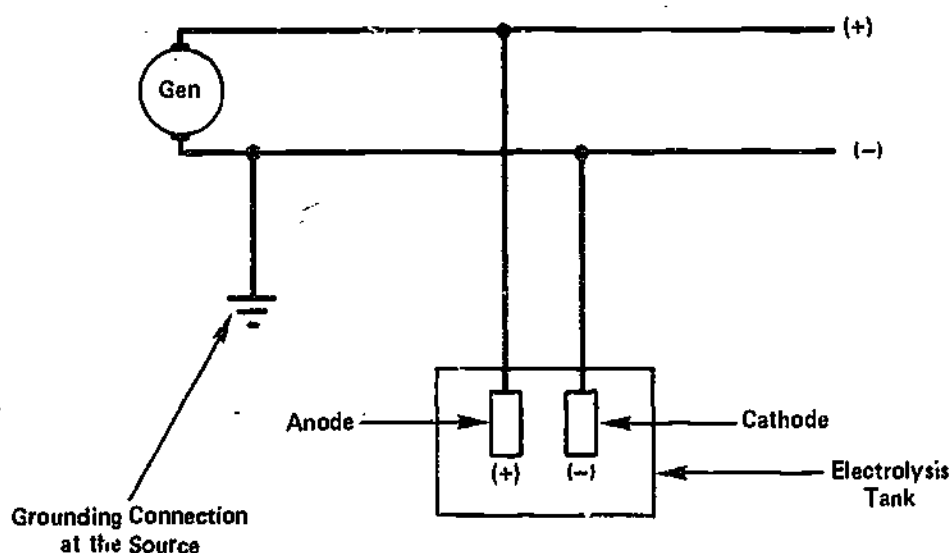 (+)
Gen
(−)
Anode
Cathode
(+)
(−)
Electrolysis
Tank
Grounding Connection
at the Source